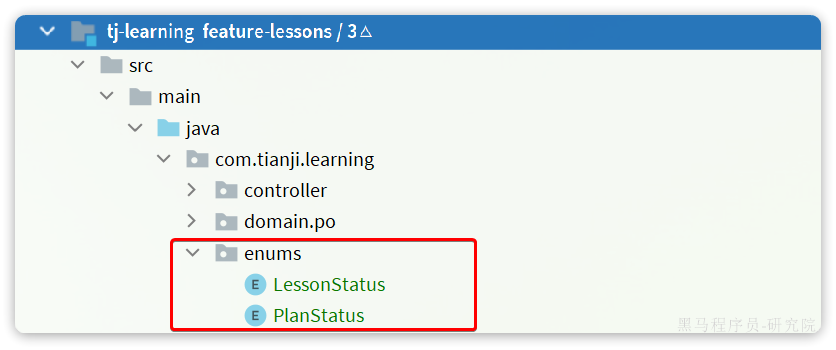 tj-learning feature-lessons / 3△
src
main
java
com.tianji.learning
controller
domain.po
enums
E LessonStatus
E PlanStatus
黑马程序员-研究院